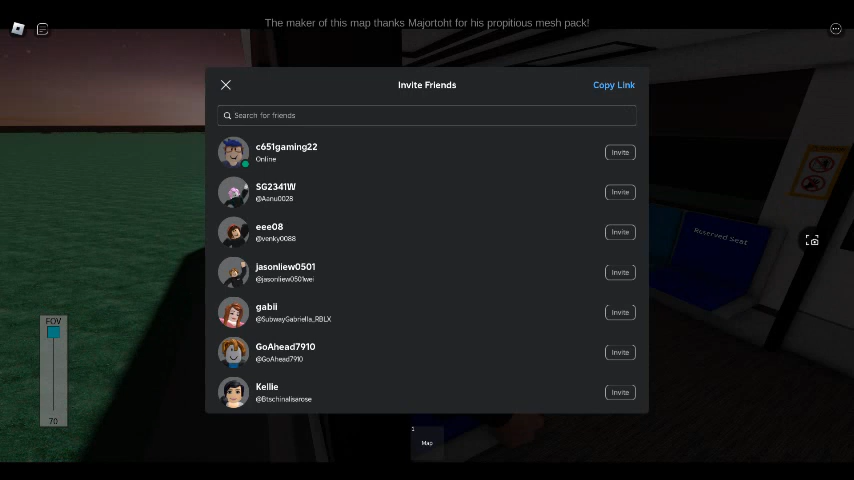 The maker of this map thanks Majortoht for his propitious mesh pack!
Invite Friends
Copy Link
Search for friends
c651gaming22
Online
Invite
SG2341W
@Aanu0028
Invite
eee08
@venky0088
Invite
jasonliew0501
@jasonliew0501wei
Invite
gabii
@SubwayGabriella_RBLX
Invite
GoAhead7910
@GoAhead7910
Invite
Kellie
@Btschinalisarose
Invite
Reserved Seat
FOV
70
1
Map